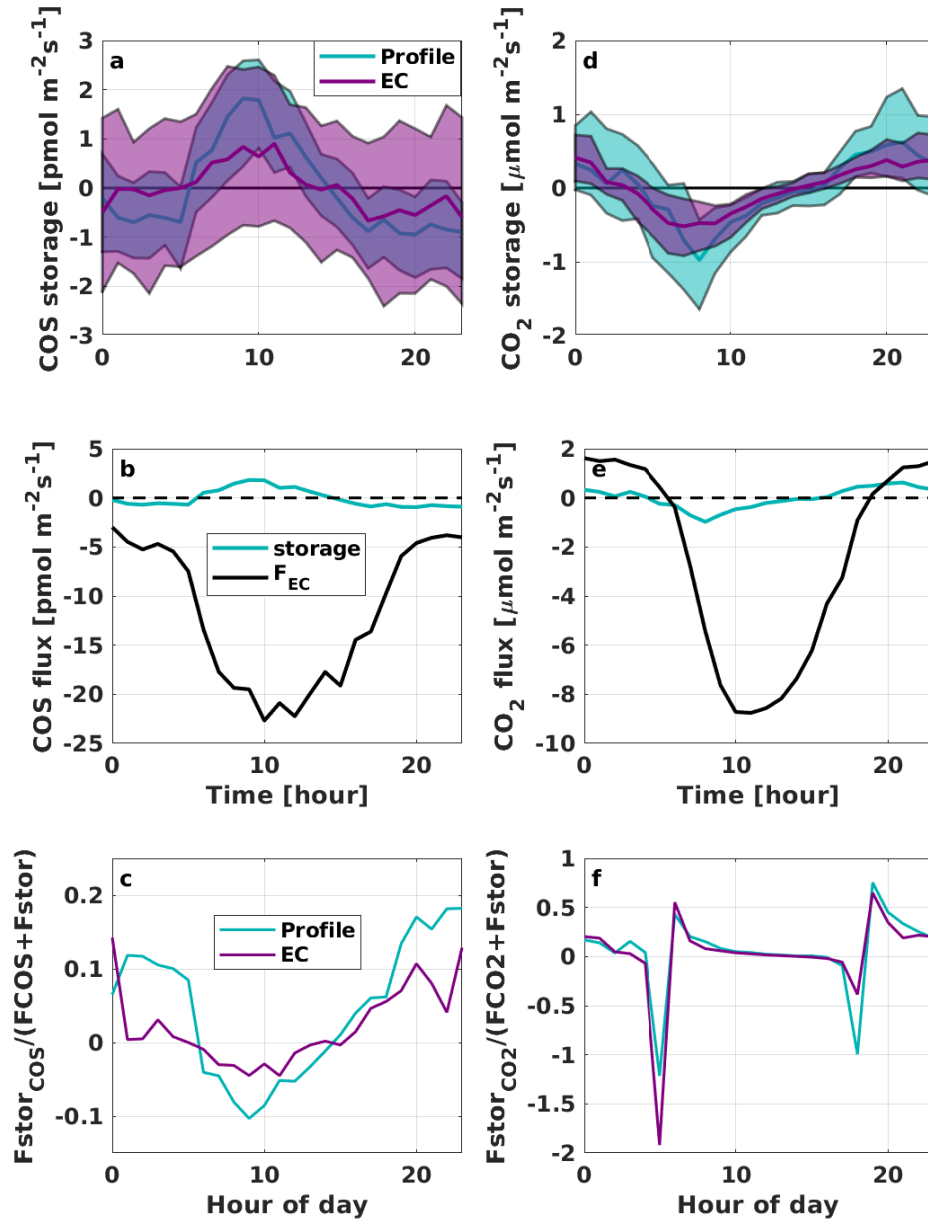 a
COS storage [pmol m⁻²s⁻¹]
3
2
1
0
-1
-2
-3
0
10
20
Profile
EC
d
CO₂ storage [μmol m⁻²s⁻¹]
2
1
0
-1
-2
0
10
20
b
COS flux [pmol m⁻²s⁻¹]
5
0
-5
-10
-15
-20
-25
0
10
20
Time [hour]
storage
F_EC
e
CO₂ flux [μmol m⁻²s⁻¹]
2
0
-2
-4
-6
-8
-10
0
10
20
Time [hour]
c
Fstor_COS/(FCOS+Fstor)
0.2
0.1
0
-0.1
0
10
20
Hour of day
Profile
EC
f
Fstor_CO2/(FCO2+Fstor)
1
0.5
0
-0.5
-1
-1.5
-2
0
10
20
Hour of day